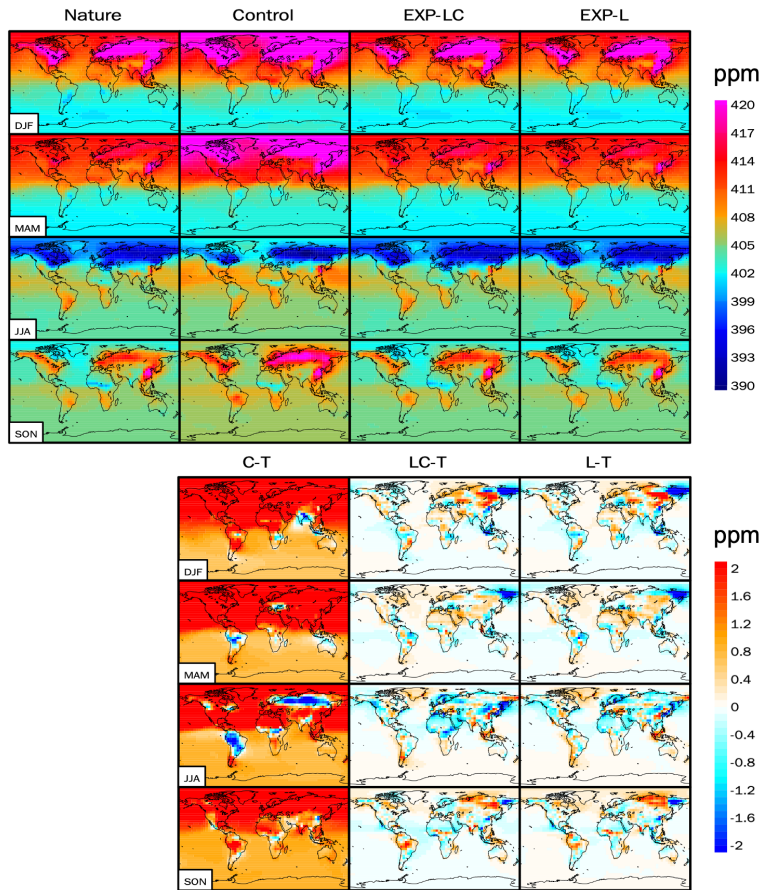 Nature Control EXP-LC EXP-L
ppm
DJF
MAM
JJA
SON
420
417
414
411
408
405
402
399
396
393
390
C-T LC-T L-T
ppm
DJF
MAM
JJA
SON
2
1.6
1.2
0.8
0.4
0
-0.4
-0.8
-1.2
-1.6
-2